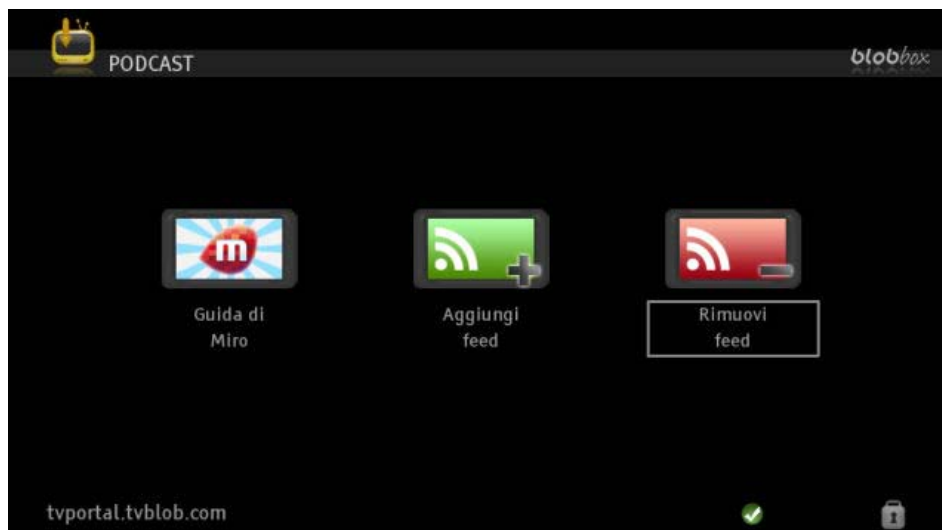 PODCAST
blobbox
m
Guida di
Miro
Aggiungi
feed
Rimuovi
feed
tvportal.tvblob.com